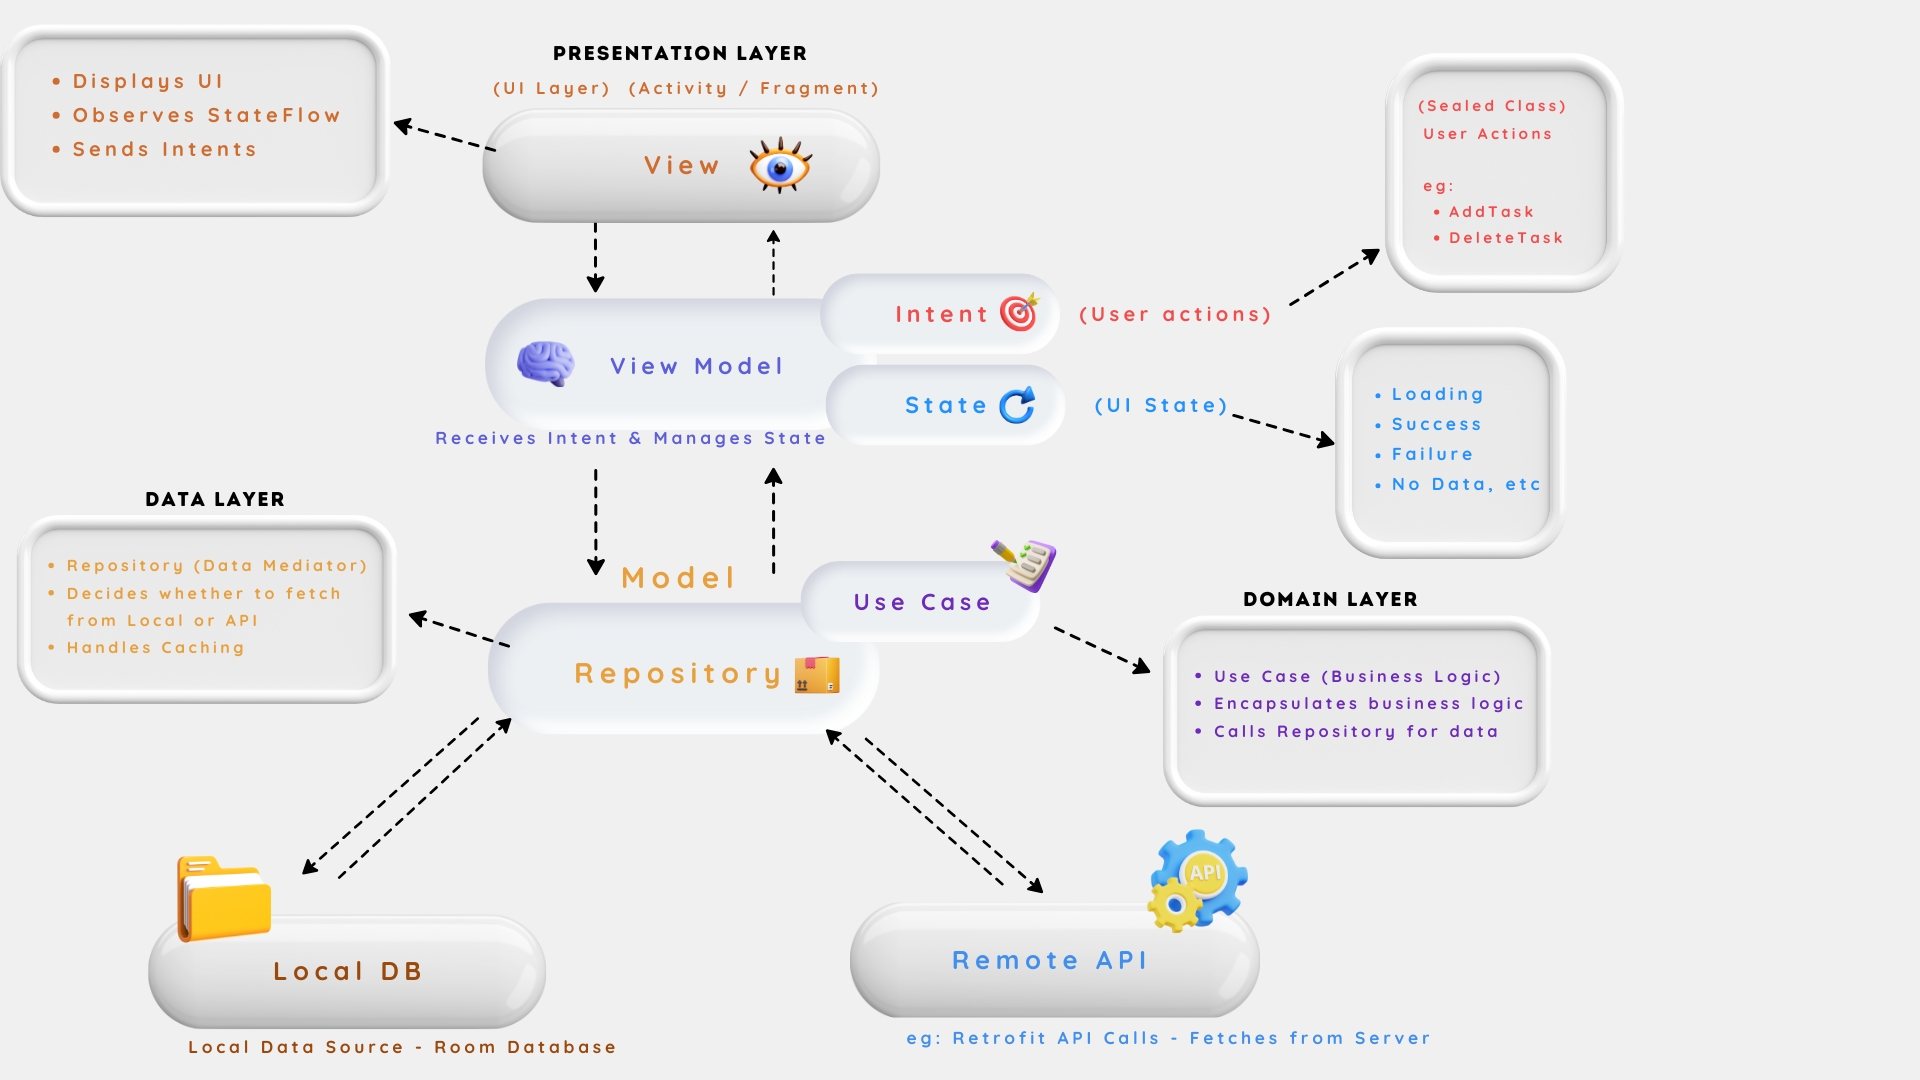 PRESENTATION LAYER
(UI Layer) (Activity / Fragment)
View
• Displays UI
• Observes StateFlow
• Sends Intents
(Sealed Class)
User Actions
eg:
• AddTask
• DeleteTask
Intent
(User actions)
View Model
State
(UI State)
Receives Intent & Manages State
• Loading
• Success
• Failure
• No Data, etc
DATA LAYER
• Repository (Data Mediator)
• Decides whether to fetch
from Local or API
• Handles Caching
Model
Use Case
Repository
DOMAIN LAYER
• Use Case (Business Logic)
• Encapsulates business logic
• Calls Repository for data
Local DB
Local Data Source - Room Database
API
Remote API
eg: Retrofit API Calls - Fetches from Server